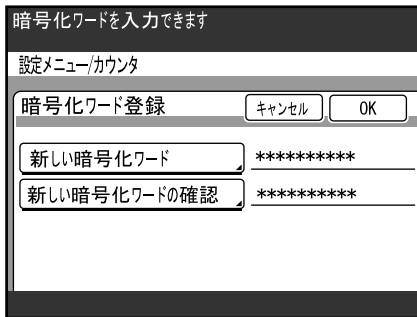 暗号化ワードを入力できます
設定メニュー/カウンタ
暗号化ワード登録 キャンセル OK
新しい暗号化ワード **********
新しい暗号化ワードの確認 **********